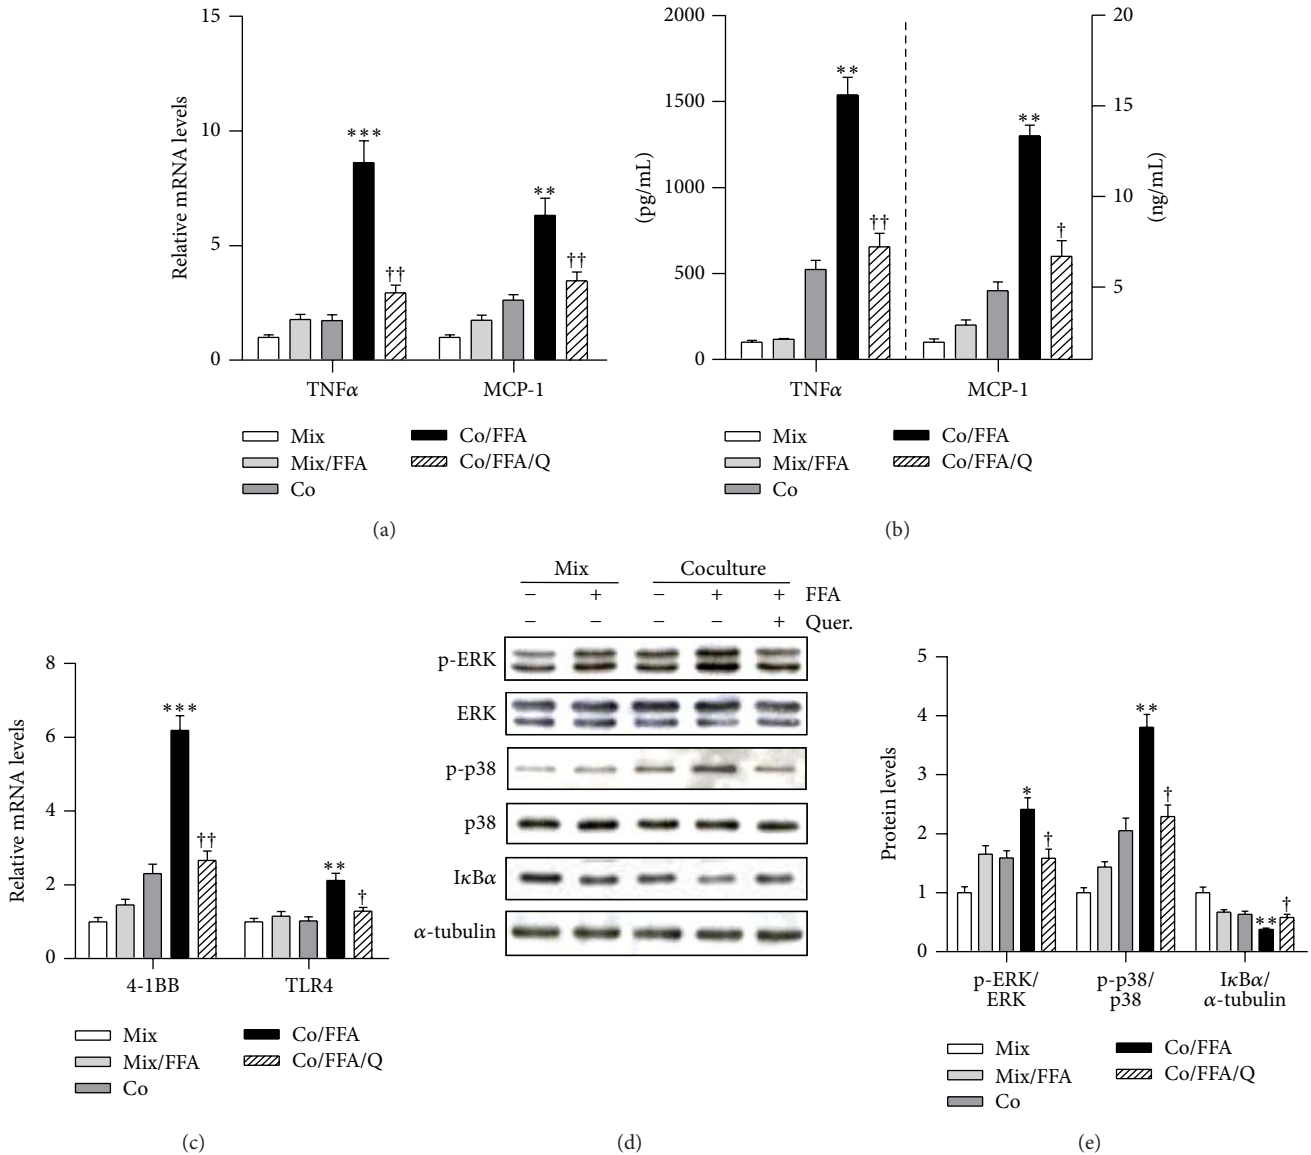 15
10
5
0
Relative mRNA levels
***
††
**
††
TNFα MCP-1
Mix
Mix/FFA
Co
Co/FFA
Co/FFA/Q
(a)
2000
1500
1000
500
0
(pg/mL)
**
††
**
†
20
15
10
5
(ng/mL)
TNFα MCP-1
Mix
Mix/FFA
Co
Co/FFA
Co/FFA/Q
(b)
8
6
4
2
0
Relative mRNA levels
***
††
**
†
4-1BB TLR4
Mix
Mix/FFA
Co
Co/FFA
Co/FFA/Q
(c)
Mix Coculture
− + − + + FFA
− − − − + Quer.
p-ERK
ERK
p-p38
p38
IκBα
α-tubulin
(d)
5
4
3
2
1
0
Protein levels
*
†
**
†
**
†
p-ERK/ p-p38/ IκBα/
ERK p38 α-tubulin
Mix
Mix/FFA
Co
Co/FFA
Co/FFA/Q
(e)